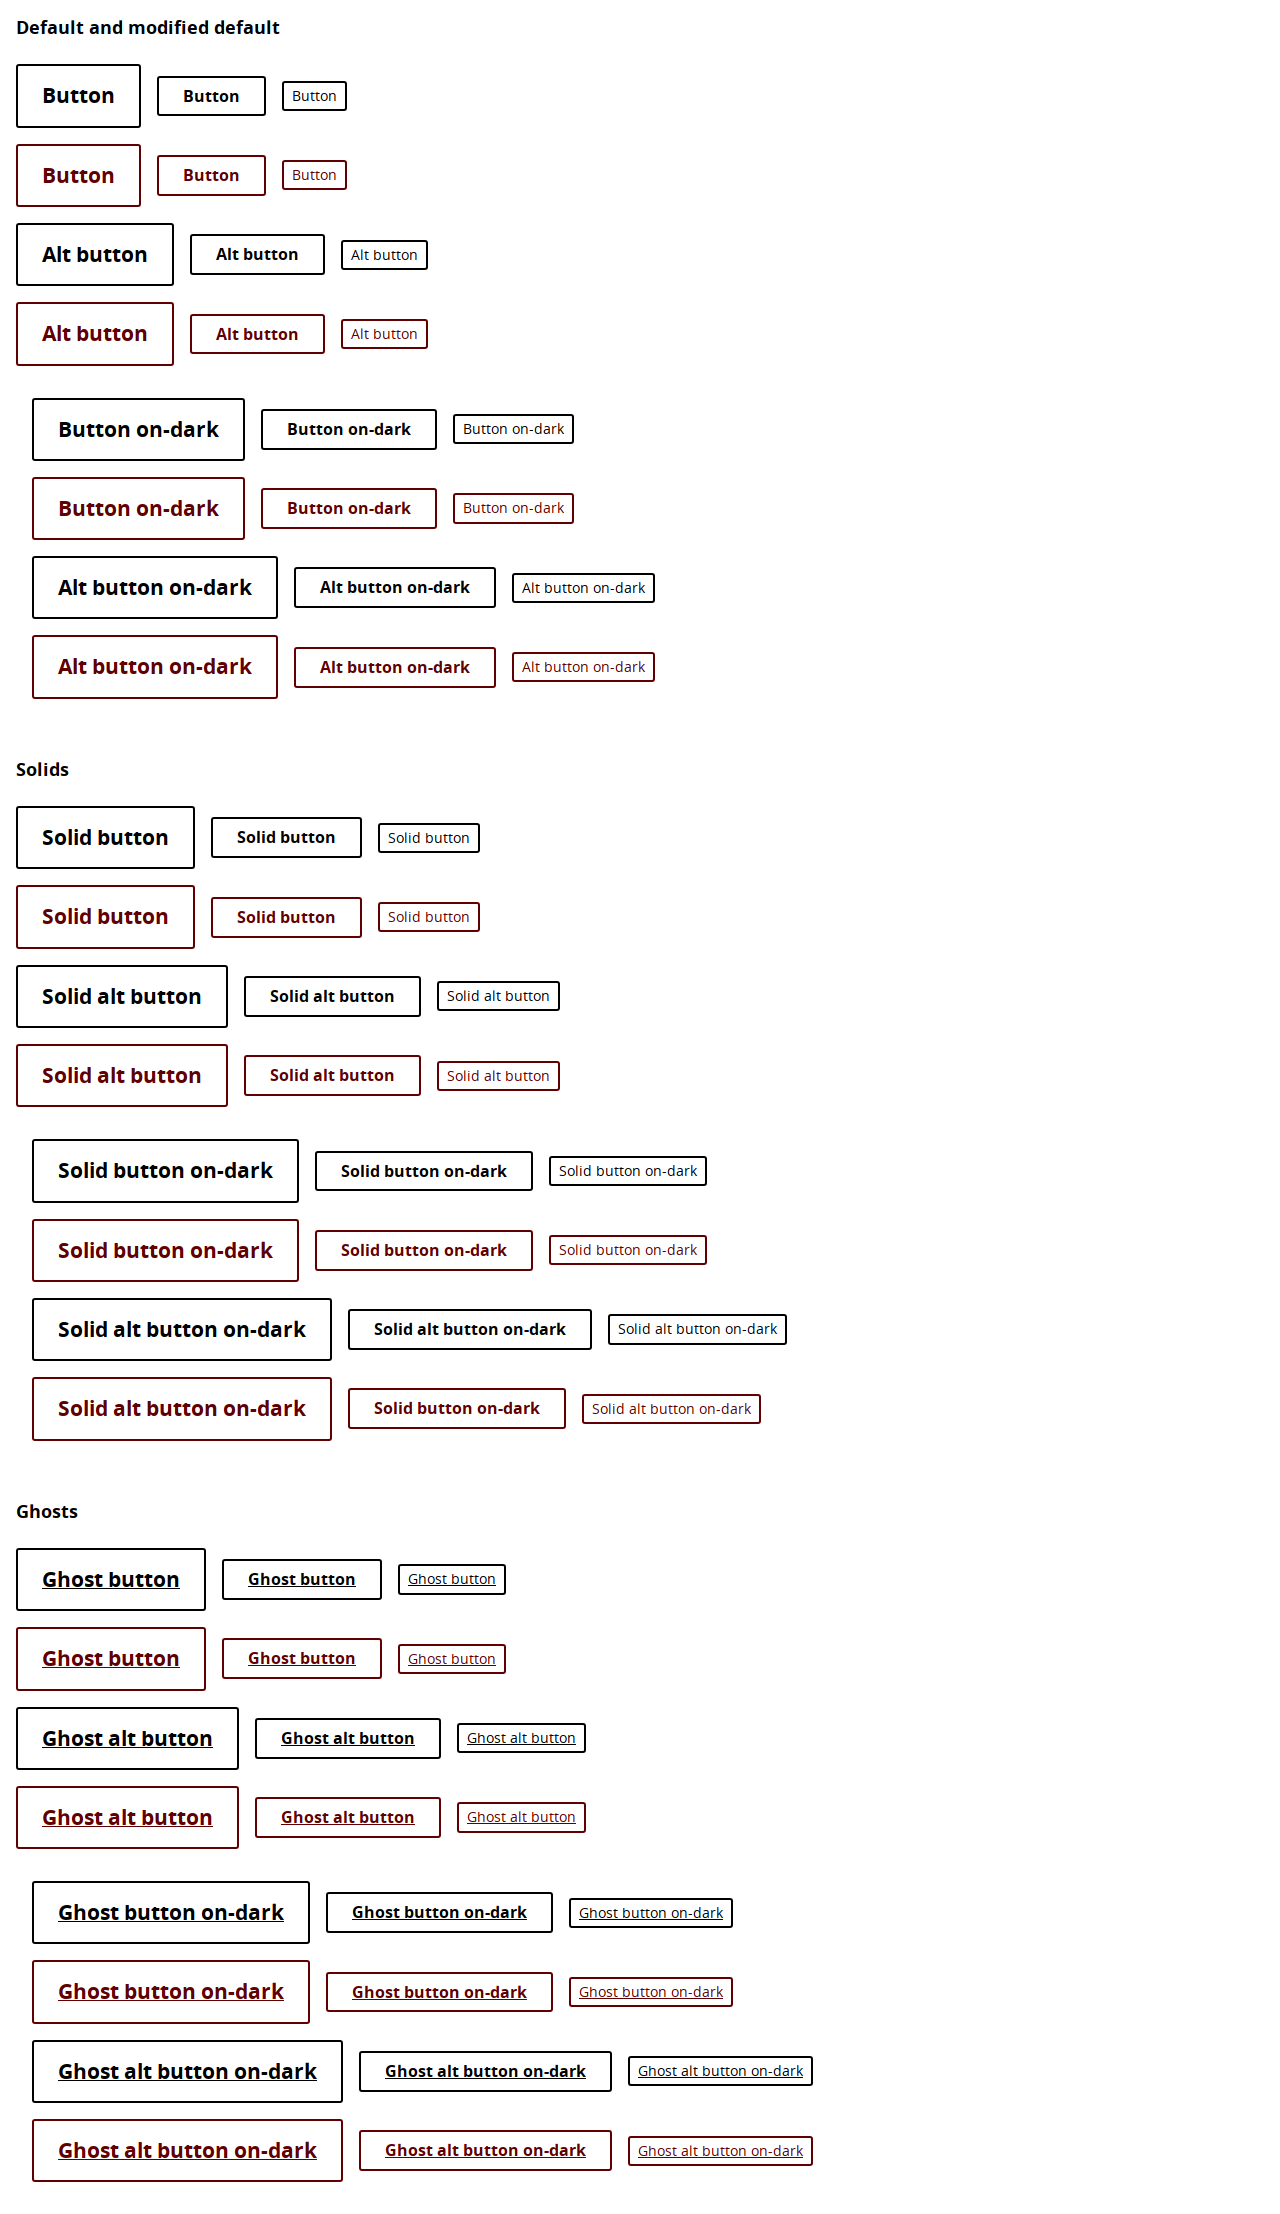 Default and modified default
Button Button Button
Button Button Button
Alt button Alt button Alt button
Alt button Alt button Alt button
Button on-dark Button on-dark Button on-dark
Button on-dark Button on-dark Button on-dark
Alt button on-dark Alt button on-dark Alt button on-dark
Alt button on-dark Alt button on-dark Alt button on-dark
Solids
Solid button Solid button Solid button
Solid button Solid button Solid button
Solid alt button Solid alt button Solid alt button
Solid alt button Solid alt button Solid alt button
Solid button on-dark Solid button on-dark Solid button on-dark
Solid button on-dark Solid button on-dark Solid button on-dark
Solid alt button on-dark Solid alt button on-dark Solid alt button on-dark
Solid alt button on-dark Solid button on-dark Solid alt button on-dark
Ghosts
Ghost button Ghost button Ghost button
Ghost button Ghost button Ghost button
Ghost alt button Ghost alt button Ghost alt button
Ghost alt button Ghost alt button Ghost alt button
Ghost button on-dark Ghost button on-dark Ghost button on-dark
Ghost button on-dark Ghost button on-dark Ghost button on-dark
Ghost alt button on-dark Ghost alt button on-dark Ghost alt button on-dark
Ghost alt button on-dark Ghost alt button on-dark Ghost alt button on-dark